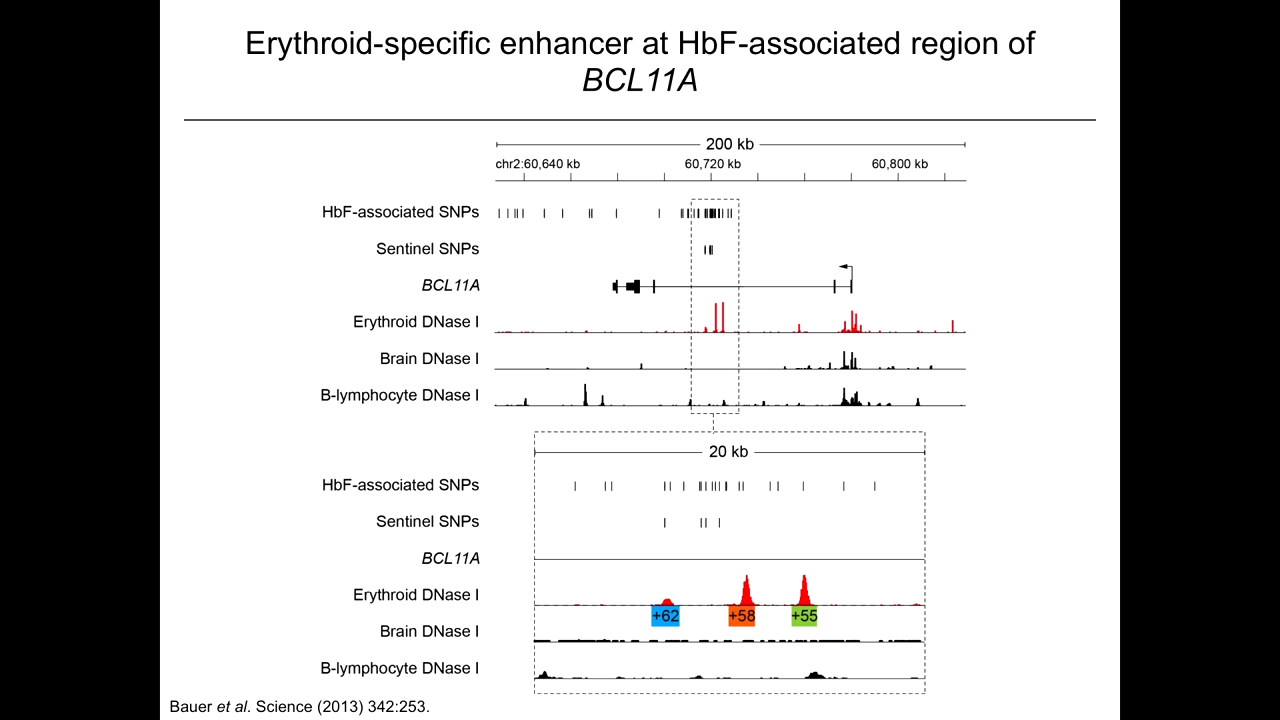 Erythroid-specific enhancer at HbF-associated region of
BCL11A
200 kb
chr2:60,640 kb 60,720 kb 60,800 kb
HbF-associated SNPs
Sentinel SNPs
BCL11A
Erythroid DNase I
Brain DNase I
B-lymphocyte DNase I
20 kb
HbF-associated SNPs
Sentinel SNPs
BCL11A
Erythroid DNase I
+62 +58 +55
Brain DNase I
B-lymphocyte DNase I
Bauer et al. Science (2013) 342:253.